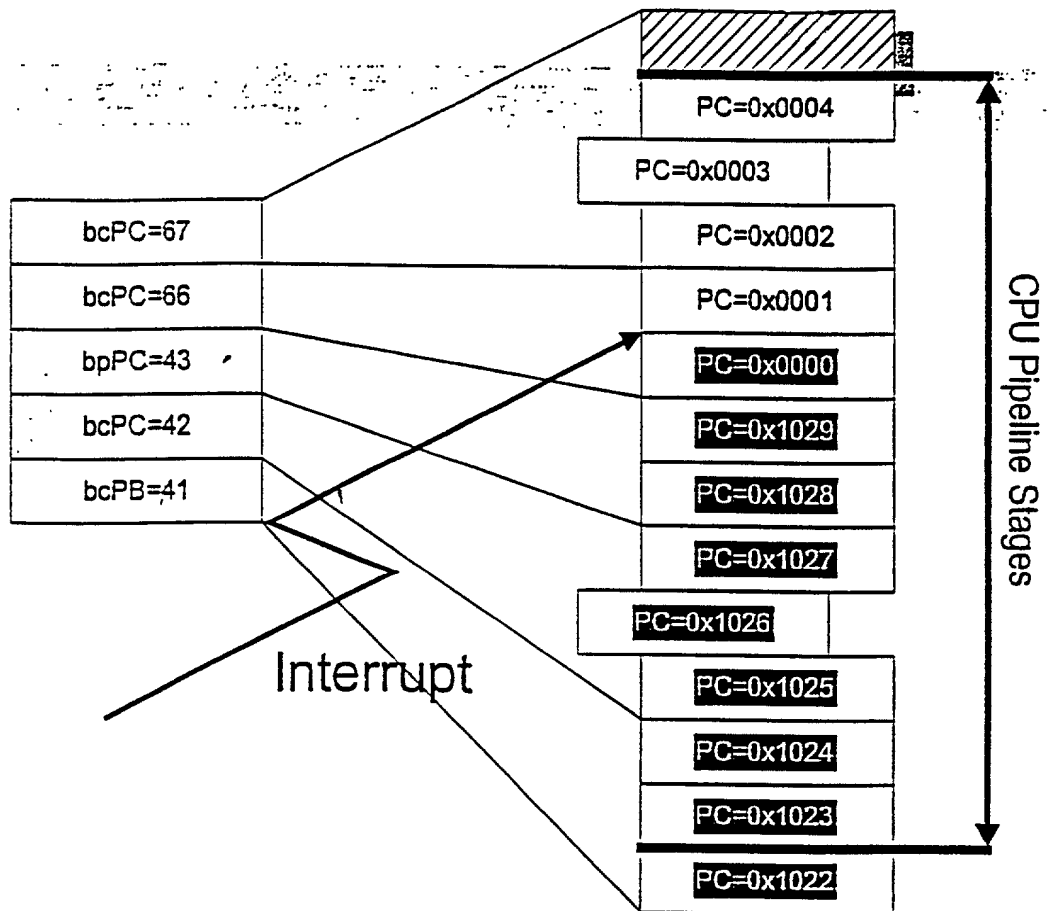 PC=0x0004
PC=0x0003
bcPC=67
PC=0x0002
bcPC=66
PC=0x0001
bpPC=43
PC=0x0000
bcPC=42
PC=0x1029
bcPB=41
PC=0x1028
PC=0x1027
PC=0x1026
Interrupt
PC=0x1025
PC=0x1024
PC=0x1023
PC=0x1022
CPU Pipeline Stages